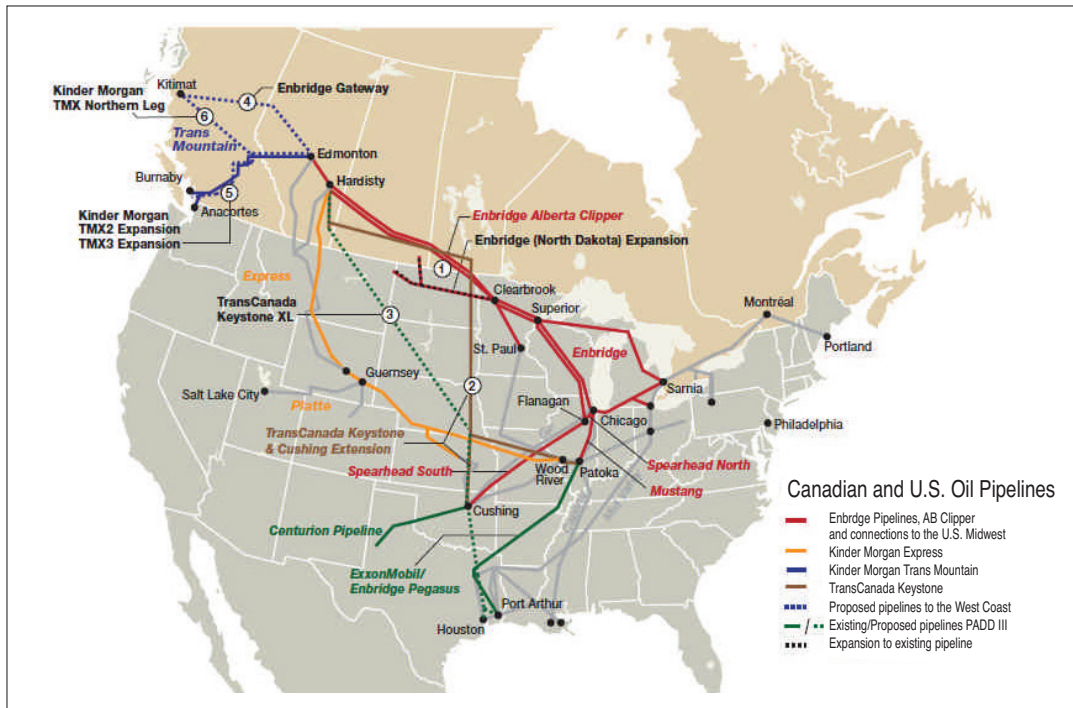 Kinder Morgan
TMX Northern Leg
Kitimat
4
Enbridge Gateway
6
Trans
Mountain
Edmonton
Burnaby
Hardisty
5
Anacortes
Kinder Morgan
TMX2 Expansion
TMX3 Expansion
Enbridge Alberta Clipper
Enbridge (North Dakota) Expansion
1
Express
Clearbrook
Superior
Montréal
TransCanada
Keystone XL
3
St. Paul
Enbridge
Portland
Guernsey
2
Sarnia
Salt Lake City
Flanagan
Chicago
Philadelphia
Platte
TransCanada Keystone
& Cushing Extension
Spearhead South
Wood
River
Patoka
Spearhead North
Mustang
Cushing
Centurion Pipeline
ExxonMobil/
Enbridge Pegasus
Port Arthur
Houston
Canadian and U.S. Oil Pipelines
Enbrdge Pipelines, AB Clipper
and connections to the U.S. Midwest
Kinder Morgan Express
Kinder Morgan Trans Mountain
TransCanada Keystone
Proposed pipelines to the West Coast
/ Existing/Proposed pipelines PADD III
Expansion to existing pipeline